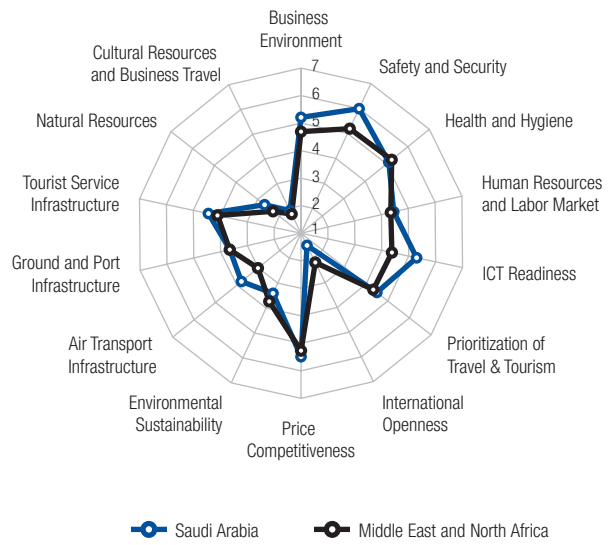 Business
Environment
Safety and Security
Health and Hygiene
Human Resources
and Labor Market
ICT Readiness
Prioritization of
Travel & Tourism
International
Openness
Price
Competitiveness
Environmental
Sustainability
Air Transport
Infrastructure
Ground and Port
Infrastructure
Tourist Service
Infrastructure
Natural Resources
Cultural Resources
and Business Travel
7
6
5
4
3
2
1
Saudi Arabia
Middle East and North Africa